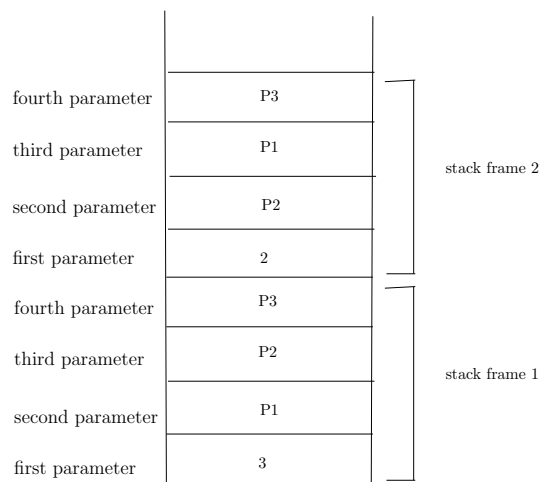 fourth parameter P3
third parameter P1
stack frame 2
second parameter P2
first parameter 2
fourth parameter P3
third parameter P2
stack frame 1
second parameter P1
first parameter 3